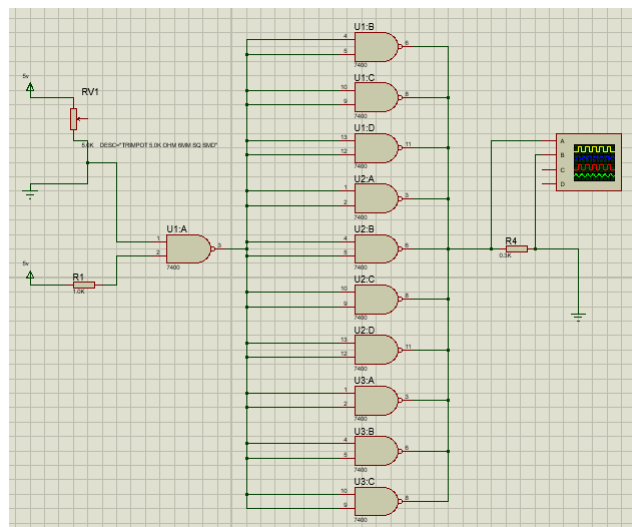 5v
RV1
5.0K DESC="TRIMPOT 5.0K OHM 6MM SQ SMD"
5v
R1
1.0K
U1:A
1
2
3
7400
U1:B
4
5
6
7400
U1:C
10
9
8
7400
U1:D
13
12
11
7400
U2:A
1
2
3
7400
U2:B
4
5
6
7400
U2:C
10
9
8
7400
U2:D
13
12
11
7400
U3:A
1
2
3
7400
U3:B
4
5
6
7400
U3:C
10
9
8
7400
R4
0.5K
A
B
C
D